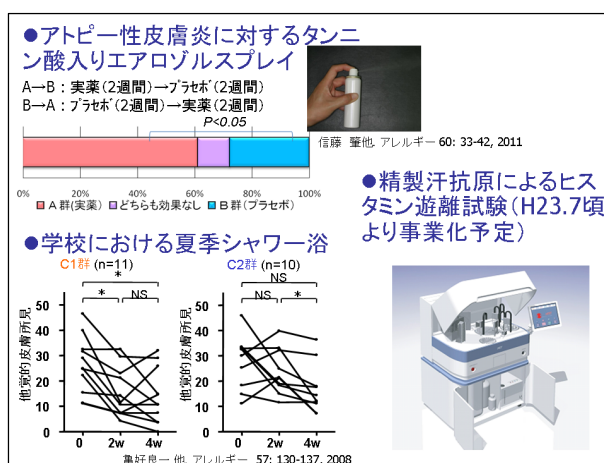 ●アトピー性皮膚炎に対するタンニ
ン酸入りエアロゾルスプレイ
A→B：実薬(2週間)→ﾌﾟﾗｾﾎﾞ(2週間)
B→A：ﾌﾟﾗｾﾎﾞ(2週間)→実薬(2週間)
P<0.05
0% 20% 40% 60% 80% 100%
A群(実薬) どちらも効果なし B群(プラセボ)
信藤 肇他. アレルギー 60: 33-42, 2011
●精製汗抗原によるヒス
タミン遊離試験（H23.7頃
より事業化予定）
●学校における夏季シャワー浴
C1群 (n=11)
*
* NS
他覚的皮膚所見
50
40
30
20
10
0
0 2w 4w
C2群 (n=10)
NS
NS *
他覚的皮膚所見
50
40
30
20
10
0
0 2w 4w
亀好良一 他. アレルギー 57: 130-137, 2008